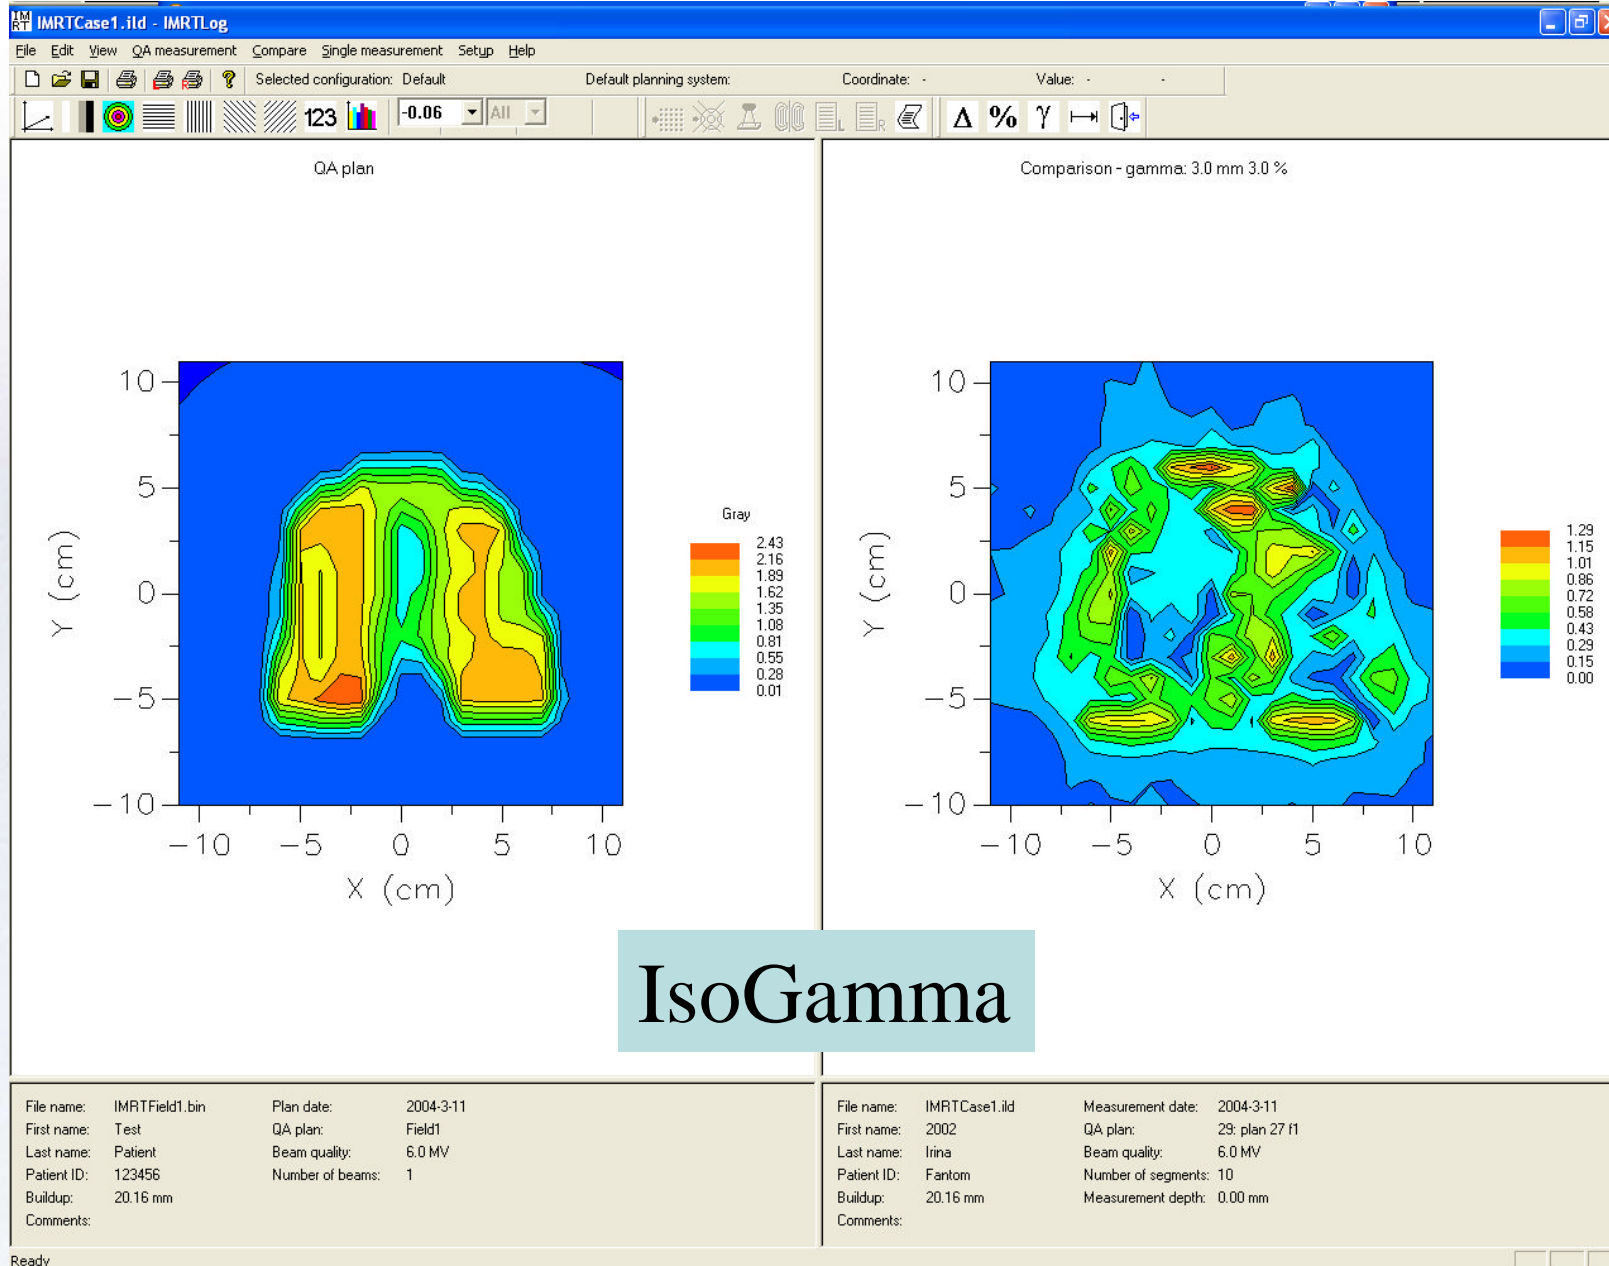 IMRT IMRTCase1.ild - IMRTLog
File Edit View QA measurement Compare Single measurement Setup Help
Selected configuration: Default Default planning system: Coordinate: - Value: - -
123 -0.06 All L R Δ % γ
QA plan
10
5
0
-5
-10
Y (cm)
-10 -5 0 5 10
X (cm)
Gray
2.43
2.16
1.89
1.62
1.35
1.08
0.81
0.55
0.28
0.01
Comparison - gamma: 3.0 mm 3.0 %
10
5
0
-5
-10
Y (cm)
-10 -5 0 5 10
X (cm)
1.29
1.15
1.01
0.86
0.72
0.58
0.43
0.29
0.15
0.00
IsoGamma
File name: IMRTField1.bin Plan date: 2004-3-11
First name: Test QA plan: Field1
Last name: Patient Beam quality: 6.0 MV
Patient ID: 123456 Number of beams: 1
Buildup: 20.16 mm
Comments:
File name: IMRTCase1.ild Measurement date: 2004-3-11
First name: 2002 QA plan: 29: plan 27 f1
Last name: Irina Beam quality: 6.0 MV
Patient ID: Fantom Number of segments: 10
Buildup: 20.16 mm Measurement depth: 0.00 mm
Comments:
Ready